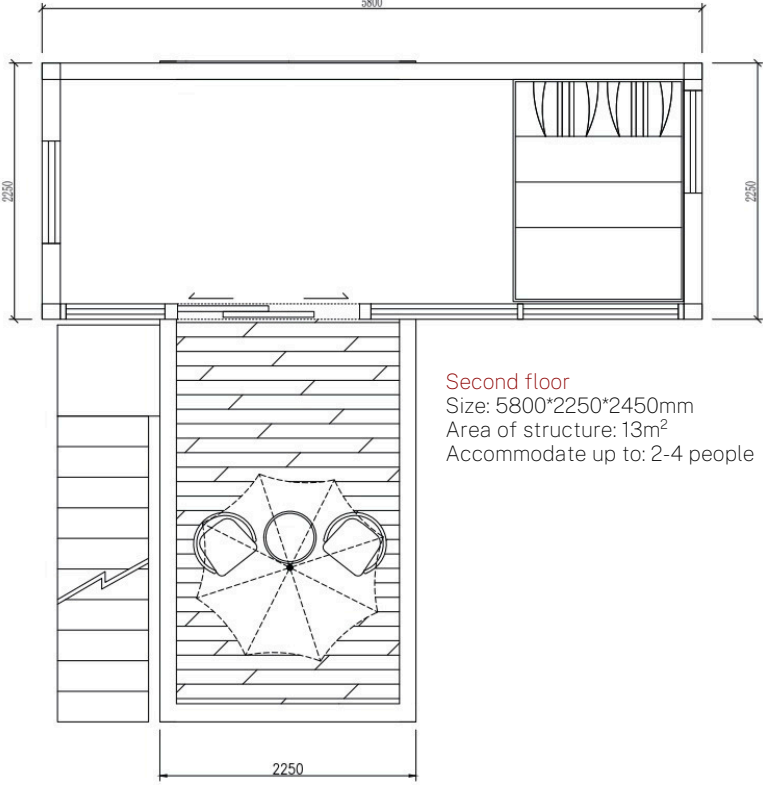 5800
2250
2250
Second floor
Size: 5800*2250*2450mm
Area of structure: 13m²
Accommodate up to: 2-4 people
2250